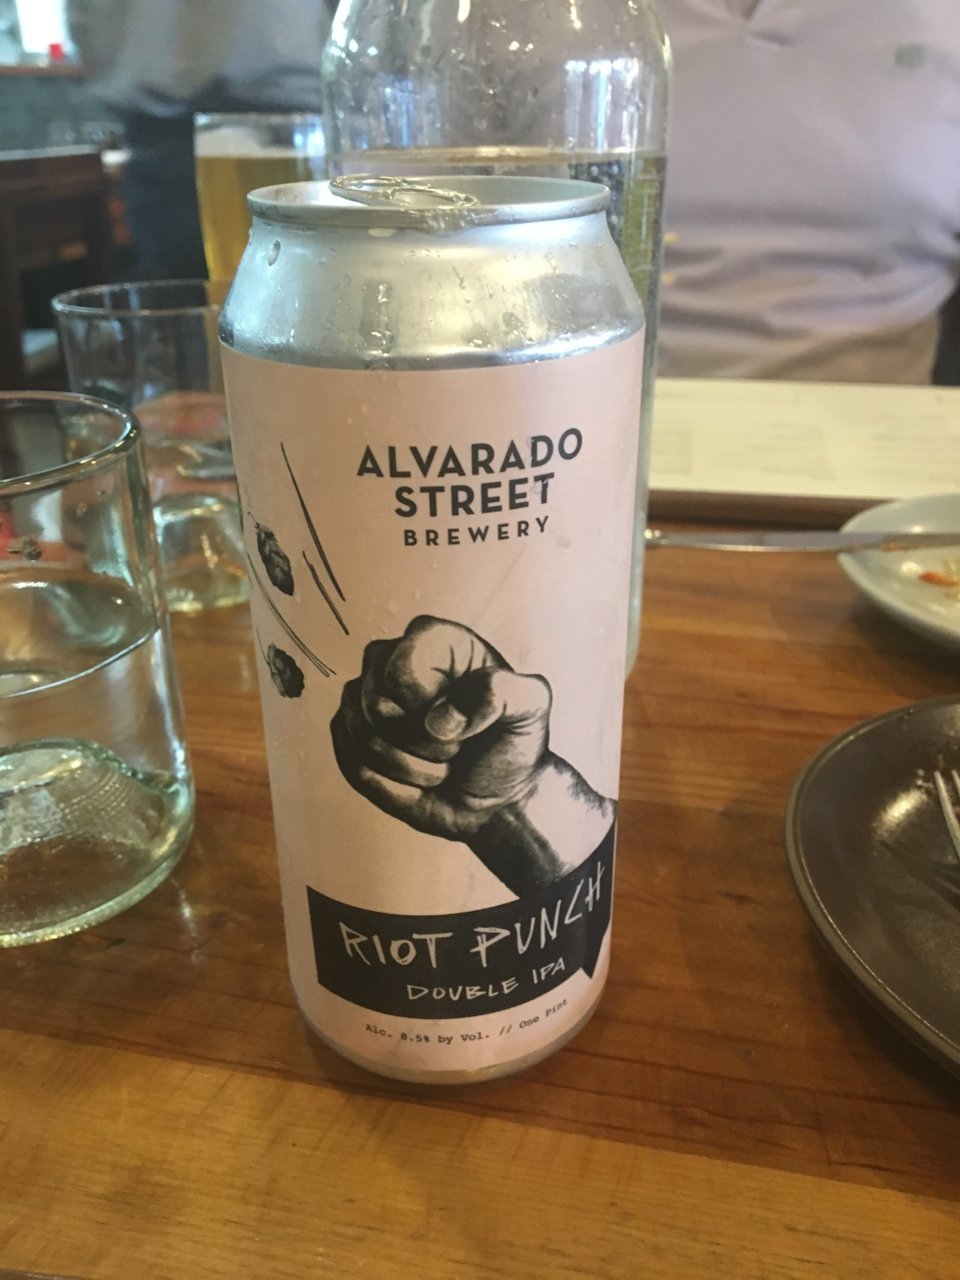 ALVARADO
STREET
BREWERY
RIOT PUNCH
DOUBLE IPA
Alc. 8.5% by Vol. // One Pint